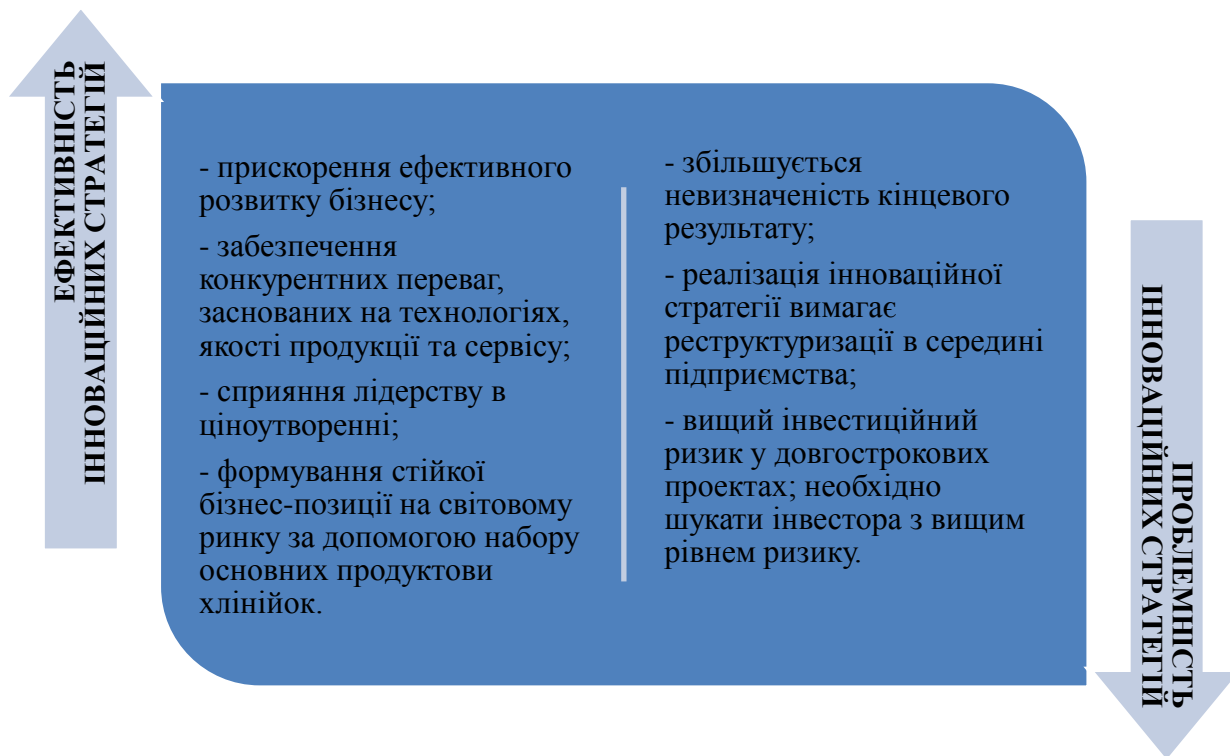 ЕФЕКТИВНІСТЬ
ІННОВАЦІЙНИХ СТРАТЕГІЙ
- прискорення ефективного
розвитку бізнесу;
- забезпечення
конкурентних переваг,
заснованих на технологіях,
якості продукції та сервісу;
- сприяння лідерству в
ціноутворенні;
- формування стійкої
бізнес-позиції на світовому
ринку за допомогою набору
основних продуктови
хлінійок.
- збільшується
невизначеність кінцевого
результату;
- реалізація інноваційної
стратегії вимагає
реструктуризації в середині
підприємства;
- вищий інвестиційний
ризик у довгострокових
проектах; необхідно
шукати інвестора з вищим
рівнем ризику.
ПРОБЛЕМНІСТЬ
ІННОВАЦІЙНИХ СТРАТЕГІЙ